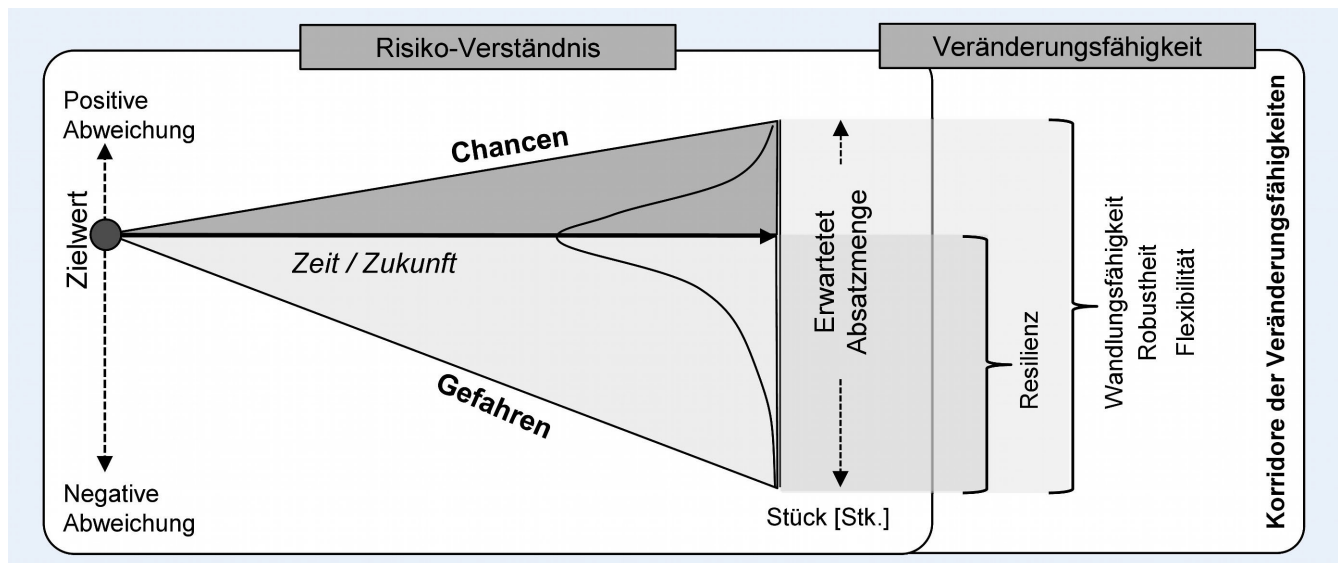 Risiko-Verständnis
Veränderungsfähigkeit
Positive
Abweichung
Zielwert
Negative
Abweichung
Chancen
Zeit / Zukunft
Gefahren
Erwartetet
Absatzmenge
Stück [Stk.]
Resilienz
Wandlungsfähigkeit
Robustheit
Flexibilität
Korridore der Veränderungsfähigkeiten